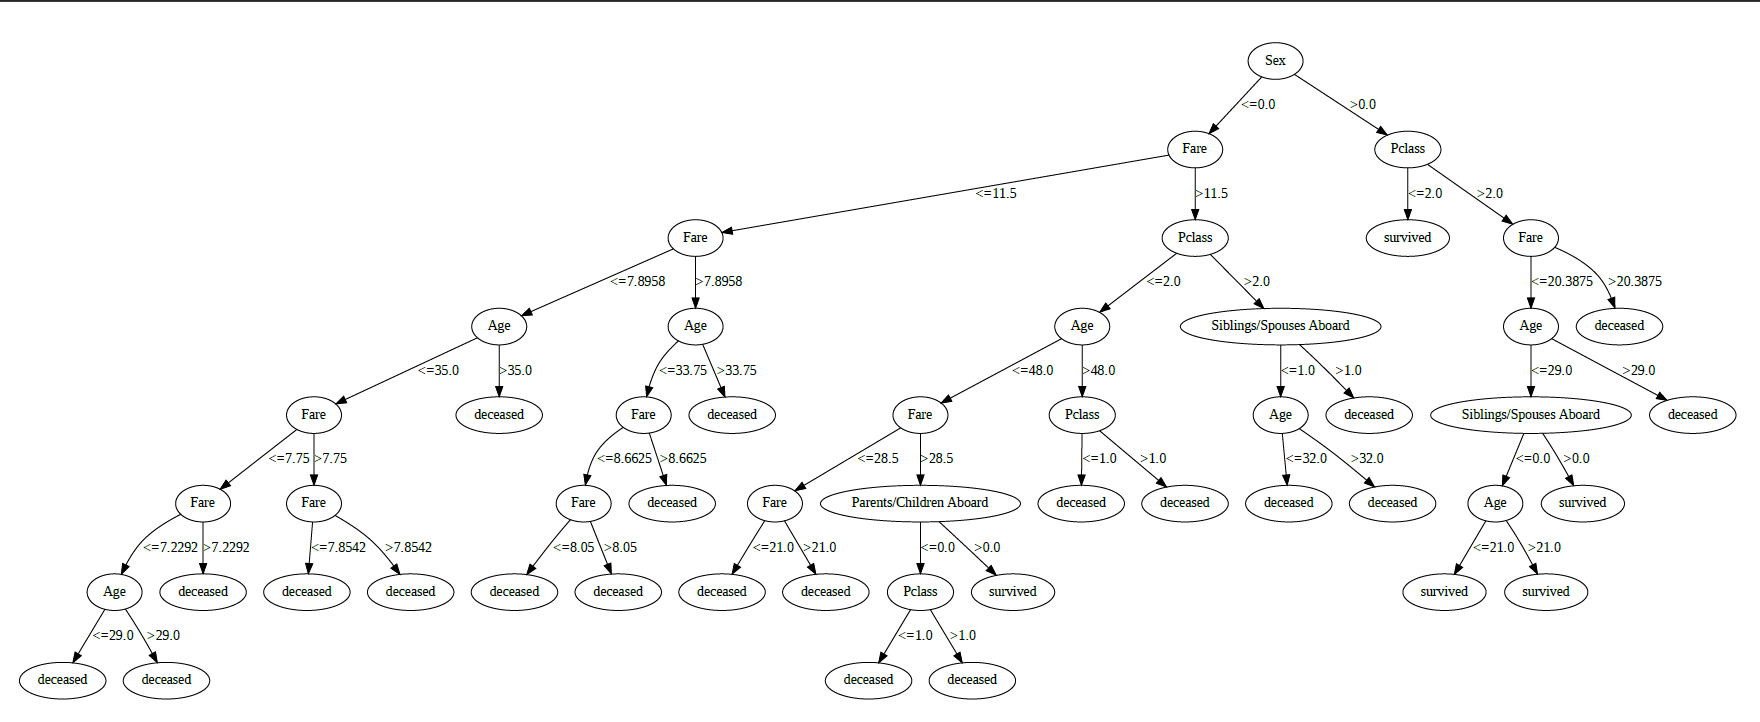 Sex
<=0.0 >0.0
Fare Pclass
<=11.5 >11.5 <=2.0 >2.0
Fare Pclass survived Fare
<=7.8958 >7.8958 <=2.0 >2.0 <=20.3875 >20.3875
Age Age Age Siblings/Spouses Aboard Age deceased
<=35.0 >35.0 <=33.75 >33.75 <=48.0 >48.0 <=1.0 >1.0 <=29.0 >29.0
Fare deceased Fare deceased Fare Pclass Age deceased Siblings/Spouses Aboard deceased
<=7.75 >7.75 <=8.6625 >8.6625 <=28.5 >28.5 <=1.0 >1.0 <=32.0 >32.0 <=0.0 >0.0
Fare Fare Fare deceased Fare Parents/Children Aboard deceased deceased deceased deceased Age survived
<=7.2292 >7.2292 <=7.8542 >7.8542 <=8.05 >8.05 <=21.0 >21.0 <=0.0 >0.0 <=21.0 >21.0
Age deceased deceased deceased deceased deceased deceased deceased Pclass survived survived survived
<=29.0 >29.0 <=1.0 >1.0
deceased deceased deceased deceased